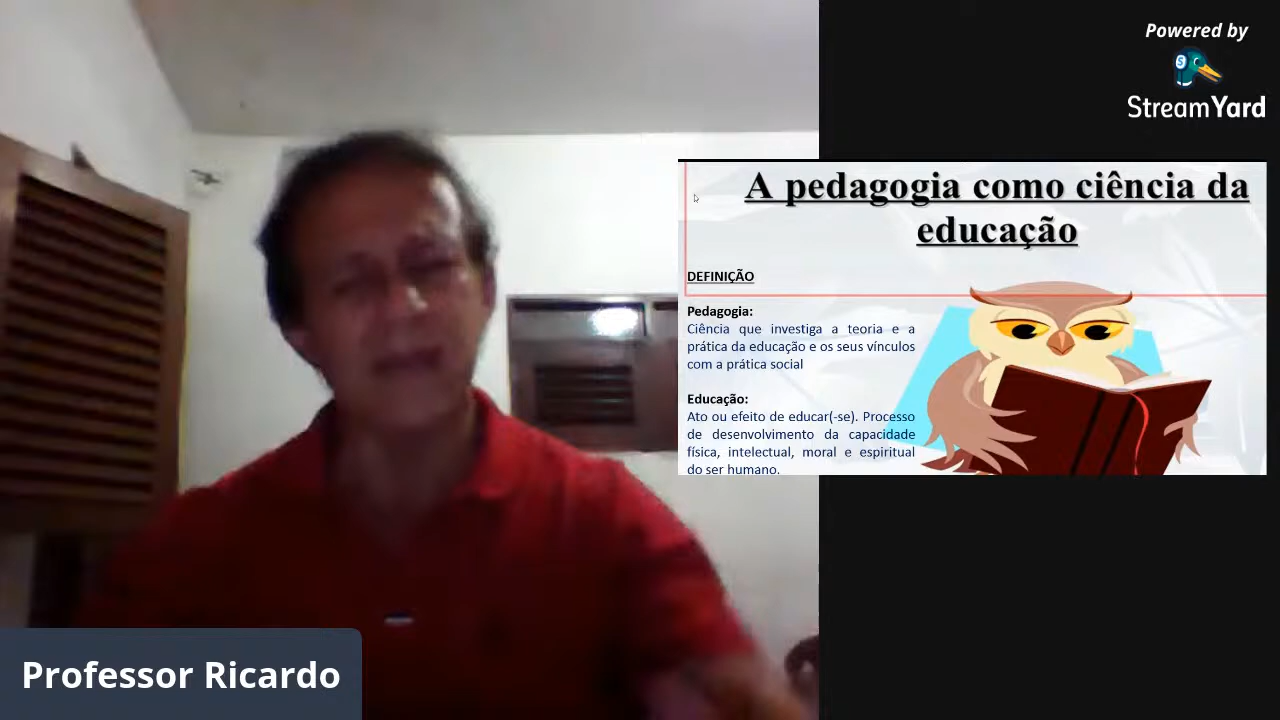 Powered by
StreamYard
A pedagogia como ciência da
educação
DEFINIÇÃO
Pedagogia:
Ciência que investiga a teoria e a
prática da educação e os seus vínculos
com a prática social
Educação:
Ato ou efeito de educar(-se). Processo
de desenvolvimento da capacidade
física, intelectual, moral e espiritual
do ser humano.
Professor Ricardo